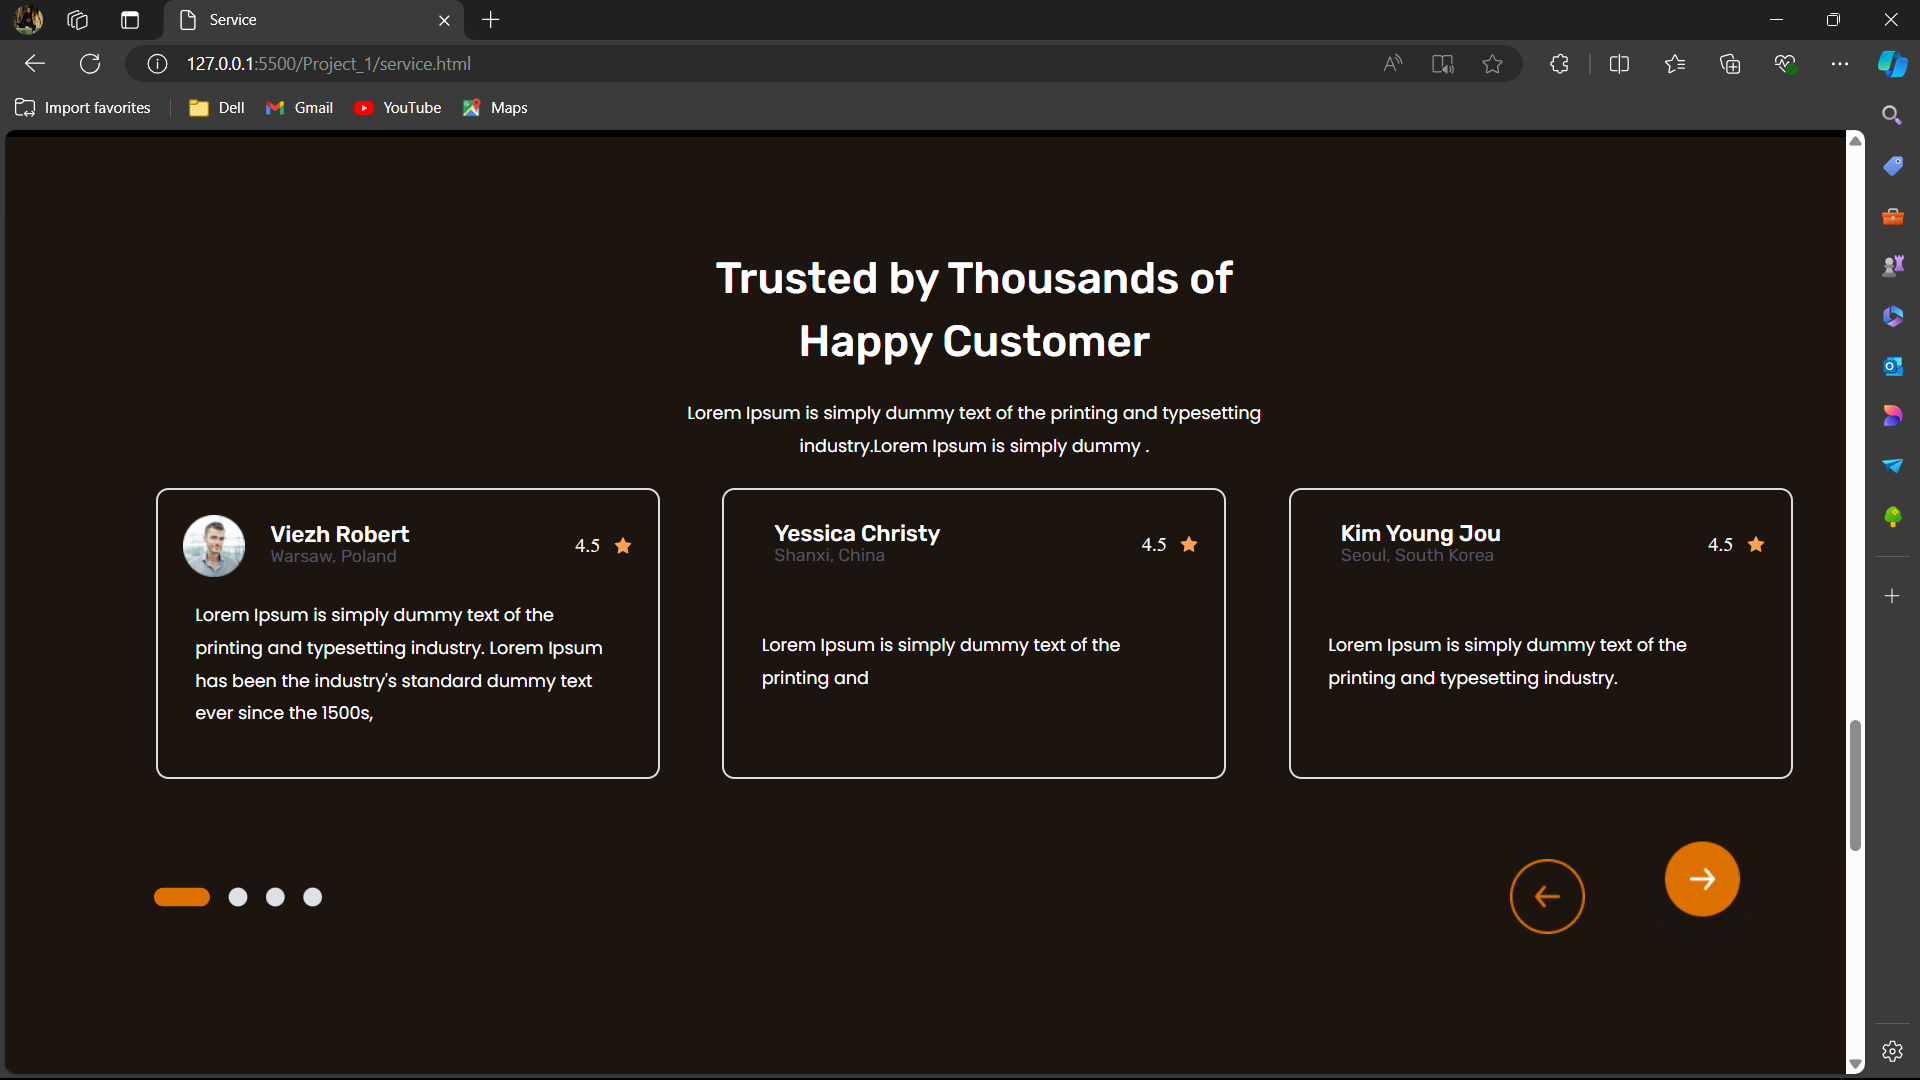 Service
127.0.0.1:5500/Project_1/service.html
Import favorites
Dell
Gmail
YouTube
Maps
Trusted by Thousands of
Happy Customer
Lorem Ipsum is simply dummy text of the printing and typesetting
industry.Lorem Ipsum is simply dummy .
Viezh Robert
Warsaw, Poland
4.5
Lorem Ipsum is simply dummy text of the
printing and typesetting industry. Lorem Ipsum
has been the industry's standard dummy text
ever since the 1500s,
Yessica Christy
Shanxi, China
4.5
Lorem Ipsum is simply dummy text of the
printing and
Kim Young Jou
Seoul, South Korea
4.5
Lorem Ipsum is simply dummy text of the
printing and typesetting industry.